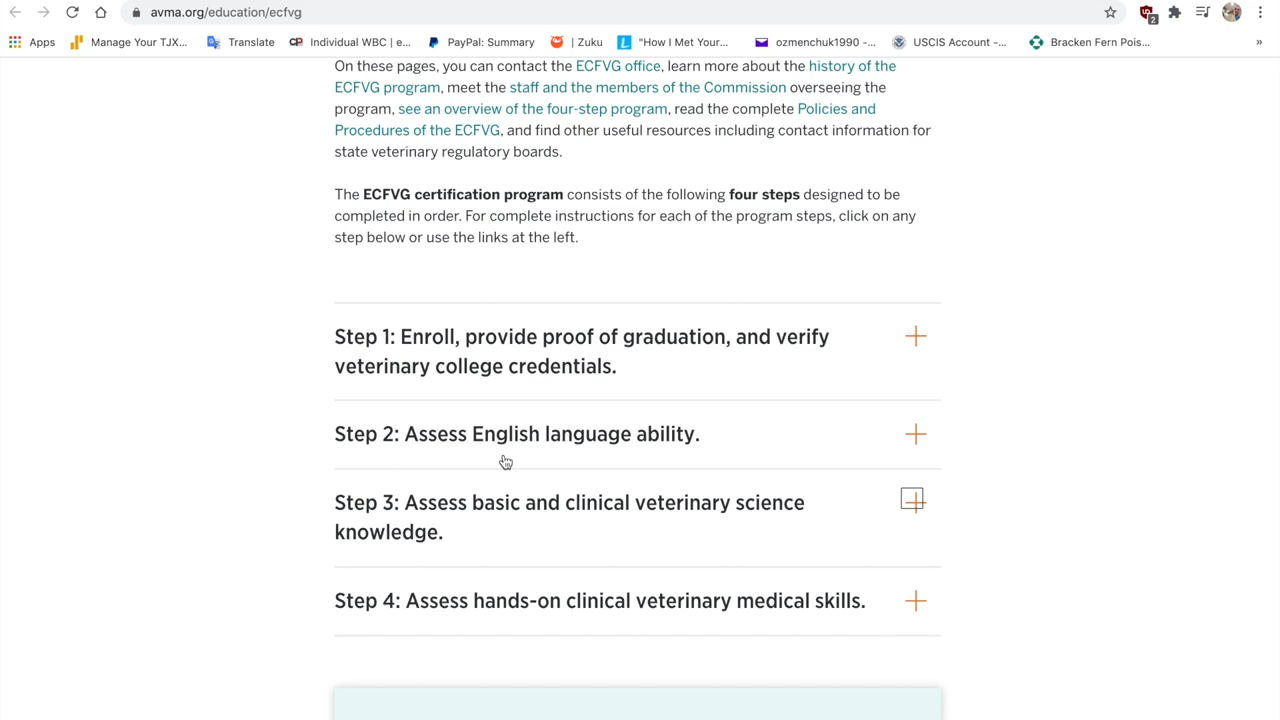 avma.org/education/ecfvg
2
Apps Manage Your TJX... Translate CP Individual WBC | e... PayPal: Summary | Zuku L "How I Met Your... ozmenchuk1990 -... USCIS Account -... Bracken Fern Pois... »
On these pages, you can contact the ECFVG office, learn more about the history of the
ECFVG program, meet the staff and the members of the Commission overseeing the
program, see an overview of the four-step program, read the complete Policies and
Procedures of the ECFVG, and find other useful resources including contact information for
state veterinary regulatory boards.
The ECFVG certification program consists of the following four steps designed to be
completed in order. For complete instructions for each of the program steps, click on any
step below or use the links at the left.
Step 1: Enroll, provide proof of graduation, and verify
veterinary college credentials.
Step 2: Assess English language ability.
Step 3: Assess basic and clinical veterinary science
knowledge.
Step 4: Assess hands-on clinical veterinary medical skills.